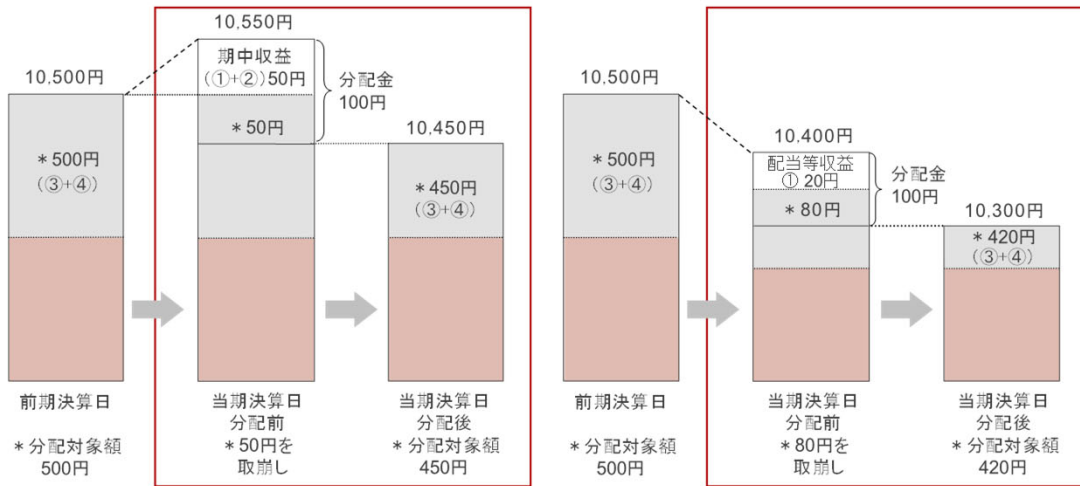 10,500円
*500円
(③+④)
前期決算日
*分配対象額
500円
10,550円
期中収益
(①+②)50円
*50円
分配金
100円
当期決算日
分配前
*50円を
取崩し
10,450円
*450円
(③+④)
当期決算日
分配後
*分配対象額
450円
10,500円
*500円
(③+④)
前期決算日
*分配対象額
500円
10,400円
配当等収益
① 20円
*80円
分配金
100円
当期決算日
分配前
*80円を
取崩し
10,300円
*420円
(③+④)
当期決算日
分配後
*分配対象額
420円